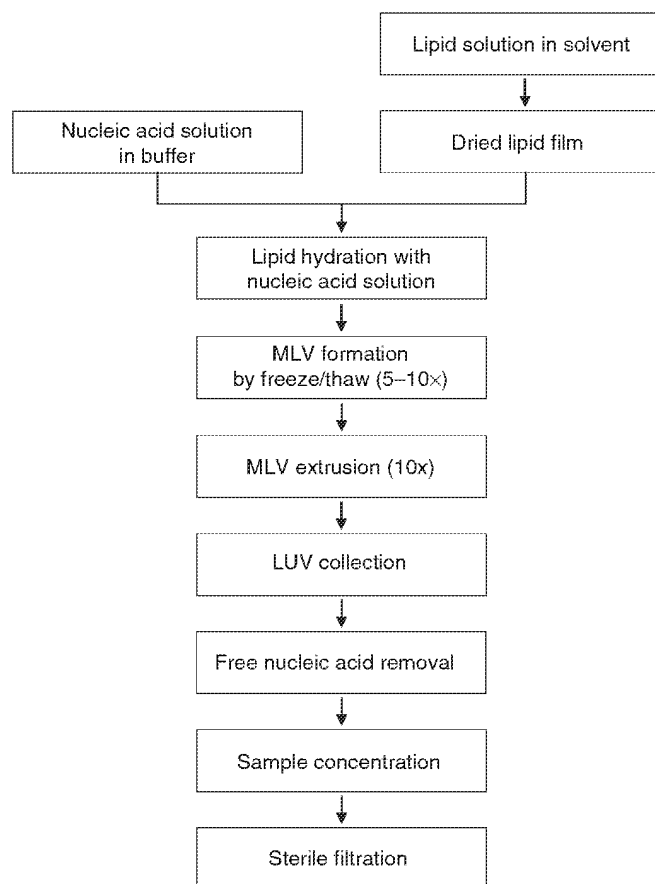 Lipid solution in solvent
Nucleic acid solution
in buffer
Dried lipid film
Lipid hydration with
nucleic acid solution
MLV formation
by freeze/thaw (5–10×)
MLV extrusion (10x)
LUV collection
Free nucleic acid removal
Sample concentration
Sterile filtration